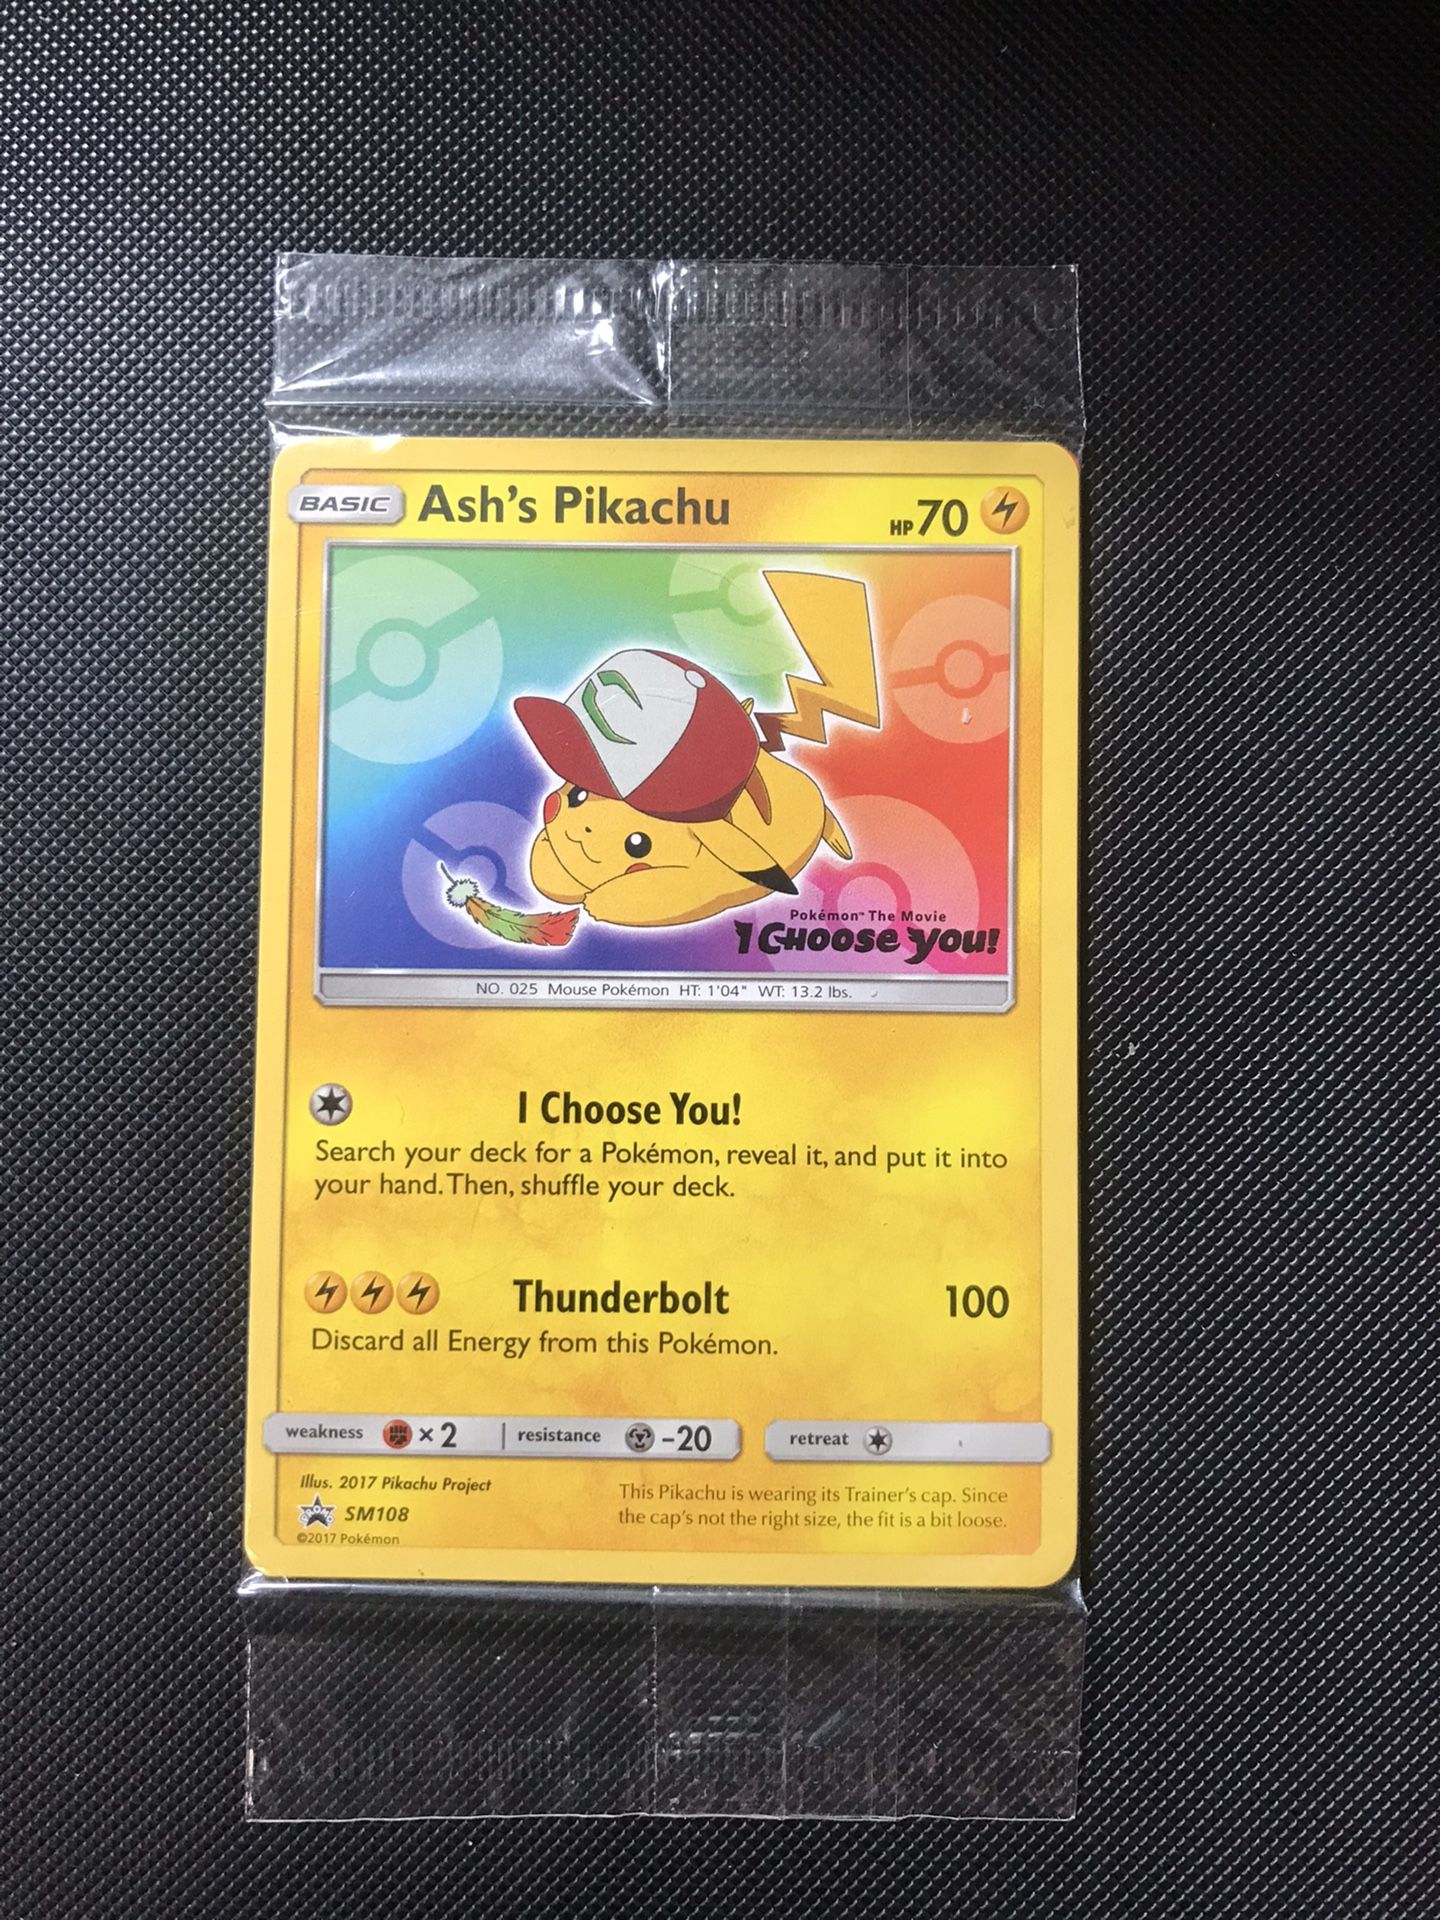 BASIC Ash's Pikachu HP 70
Pokémon™ The Movie
I Choose You!
NO. 025 Mouse Pokémon HT: 1'04" WT: 13.2 lbs.
I Choose You!
Search your deck for a Pokémon, reveal it, and put it into
your hand. Then, shuffle your deck.
Thunderbolt 100
Discard all Energy from this Pokémon.
weakness ×2 resistance -20 retreat
Illus. 2017 Pikachu Project
PROMO SM108
©2017 Pokémon
This Pikachu is wearing its Trainer's cap. Since
the cap's not the right size, the fit is a bit loose.